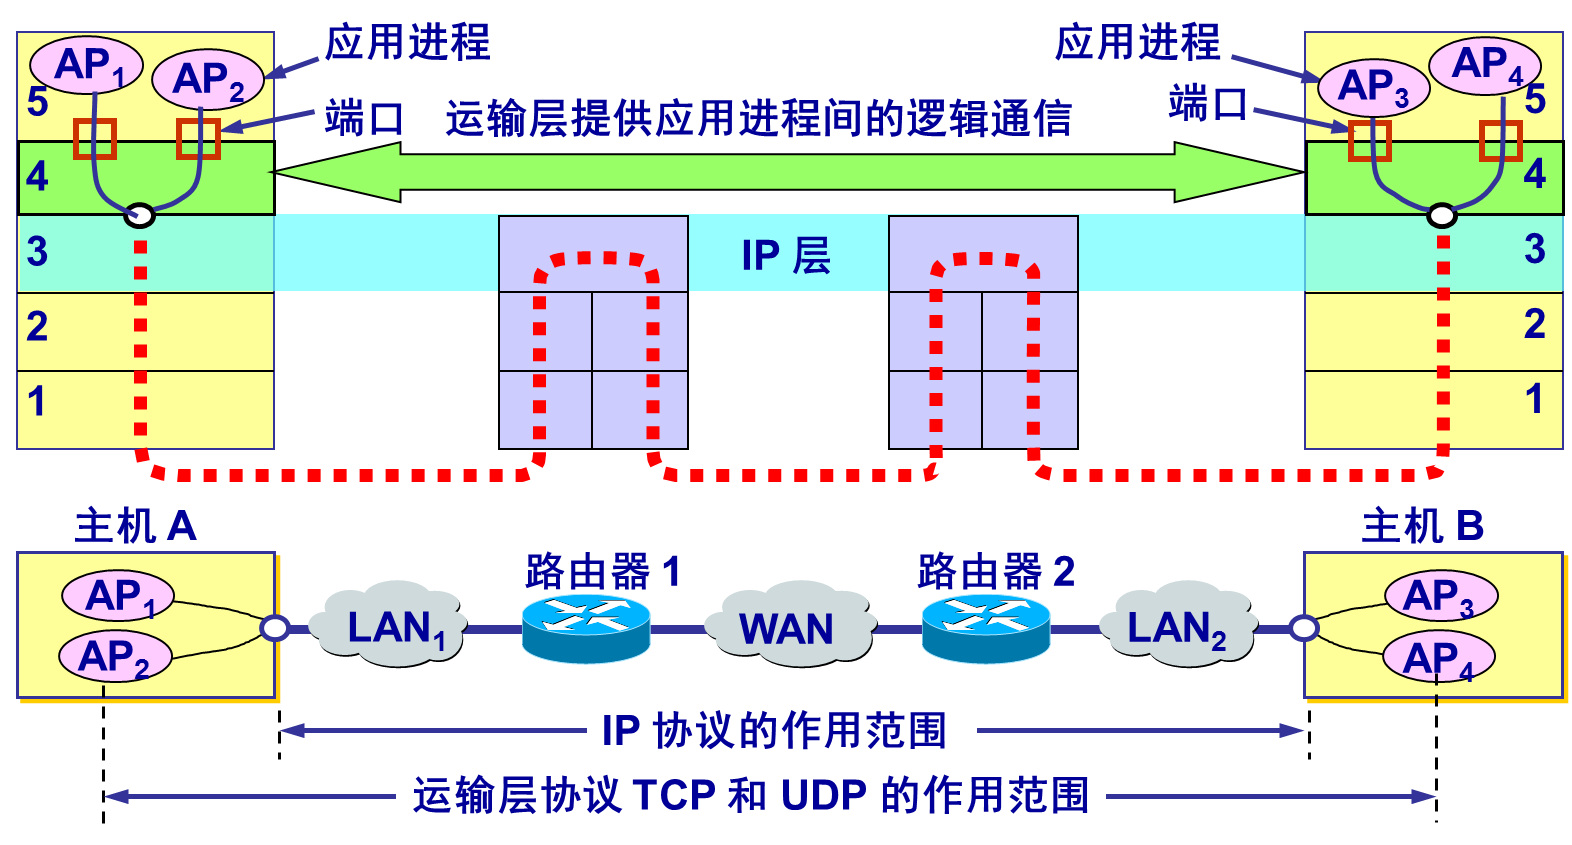 AP1
AP2
应用进程
应用进程
AP3
AP4
5
端口
运输层提供应用进程间的逻辑通信
端口
5
4
4
3
IP 层
3
2
2
1
1
主机 A
主机 B
路由器 1
路由器 2
AP1
AP2
LAN1
WAN
LAN2
AP3
AP4
IP 协议的作用范围
运输层协议 TCP 和 UDP 的作用范围